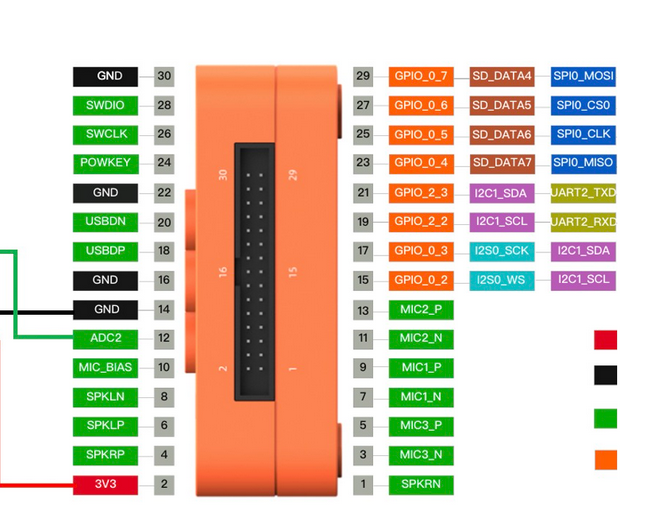 GND 30 29 GPIO_0_7 SD_DATA4 SPI0_MOSI
SWDIO 28 27 GPIO_0_6 SD_DATA5 SPI0_CS0
SWCLK 26 25 GPIO_0_5 SD_DATA6 SPI0_CLK
POWKEY 24 23 GPIO_0_4 SD_DATA7 SPI0_MISO
30 29
GND 22 21 GPIO_2_3 I2C1_SDA UART2_TXD
USBDN 20 19 GPIO_2_2 I2C1_SCL UART2_RXD
USBDP 18 17 GPIO_0_3 I2S0_SCK I2C1_SDA
16 15
GND 16 15 GPIO_0_2 I2S0_WS I2C1_SCL
GND 14 13 MIC2_P
ADC2 12 11 MIC2_N
MIC_BIAS 10 9 MIC1_P
2 1
SPKLN 8 7 MIC1_N
SPKLP 6 5 MIC3_P
SPKRP 4 3 MIC3_N
3V3 2 1 SPKRN